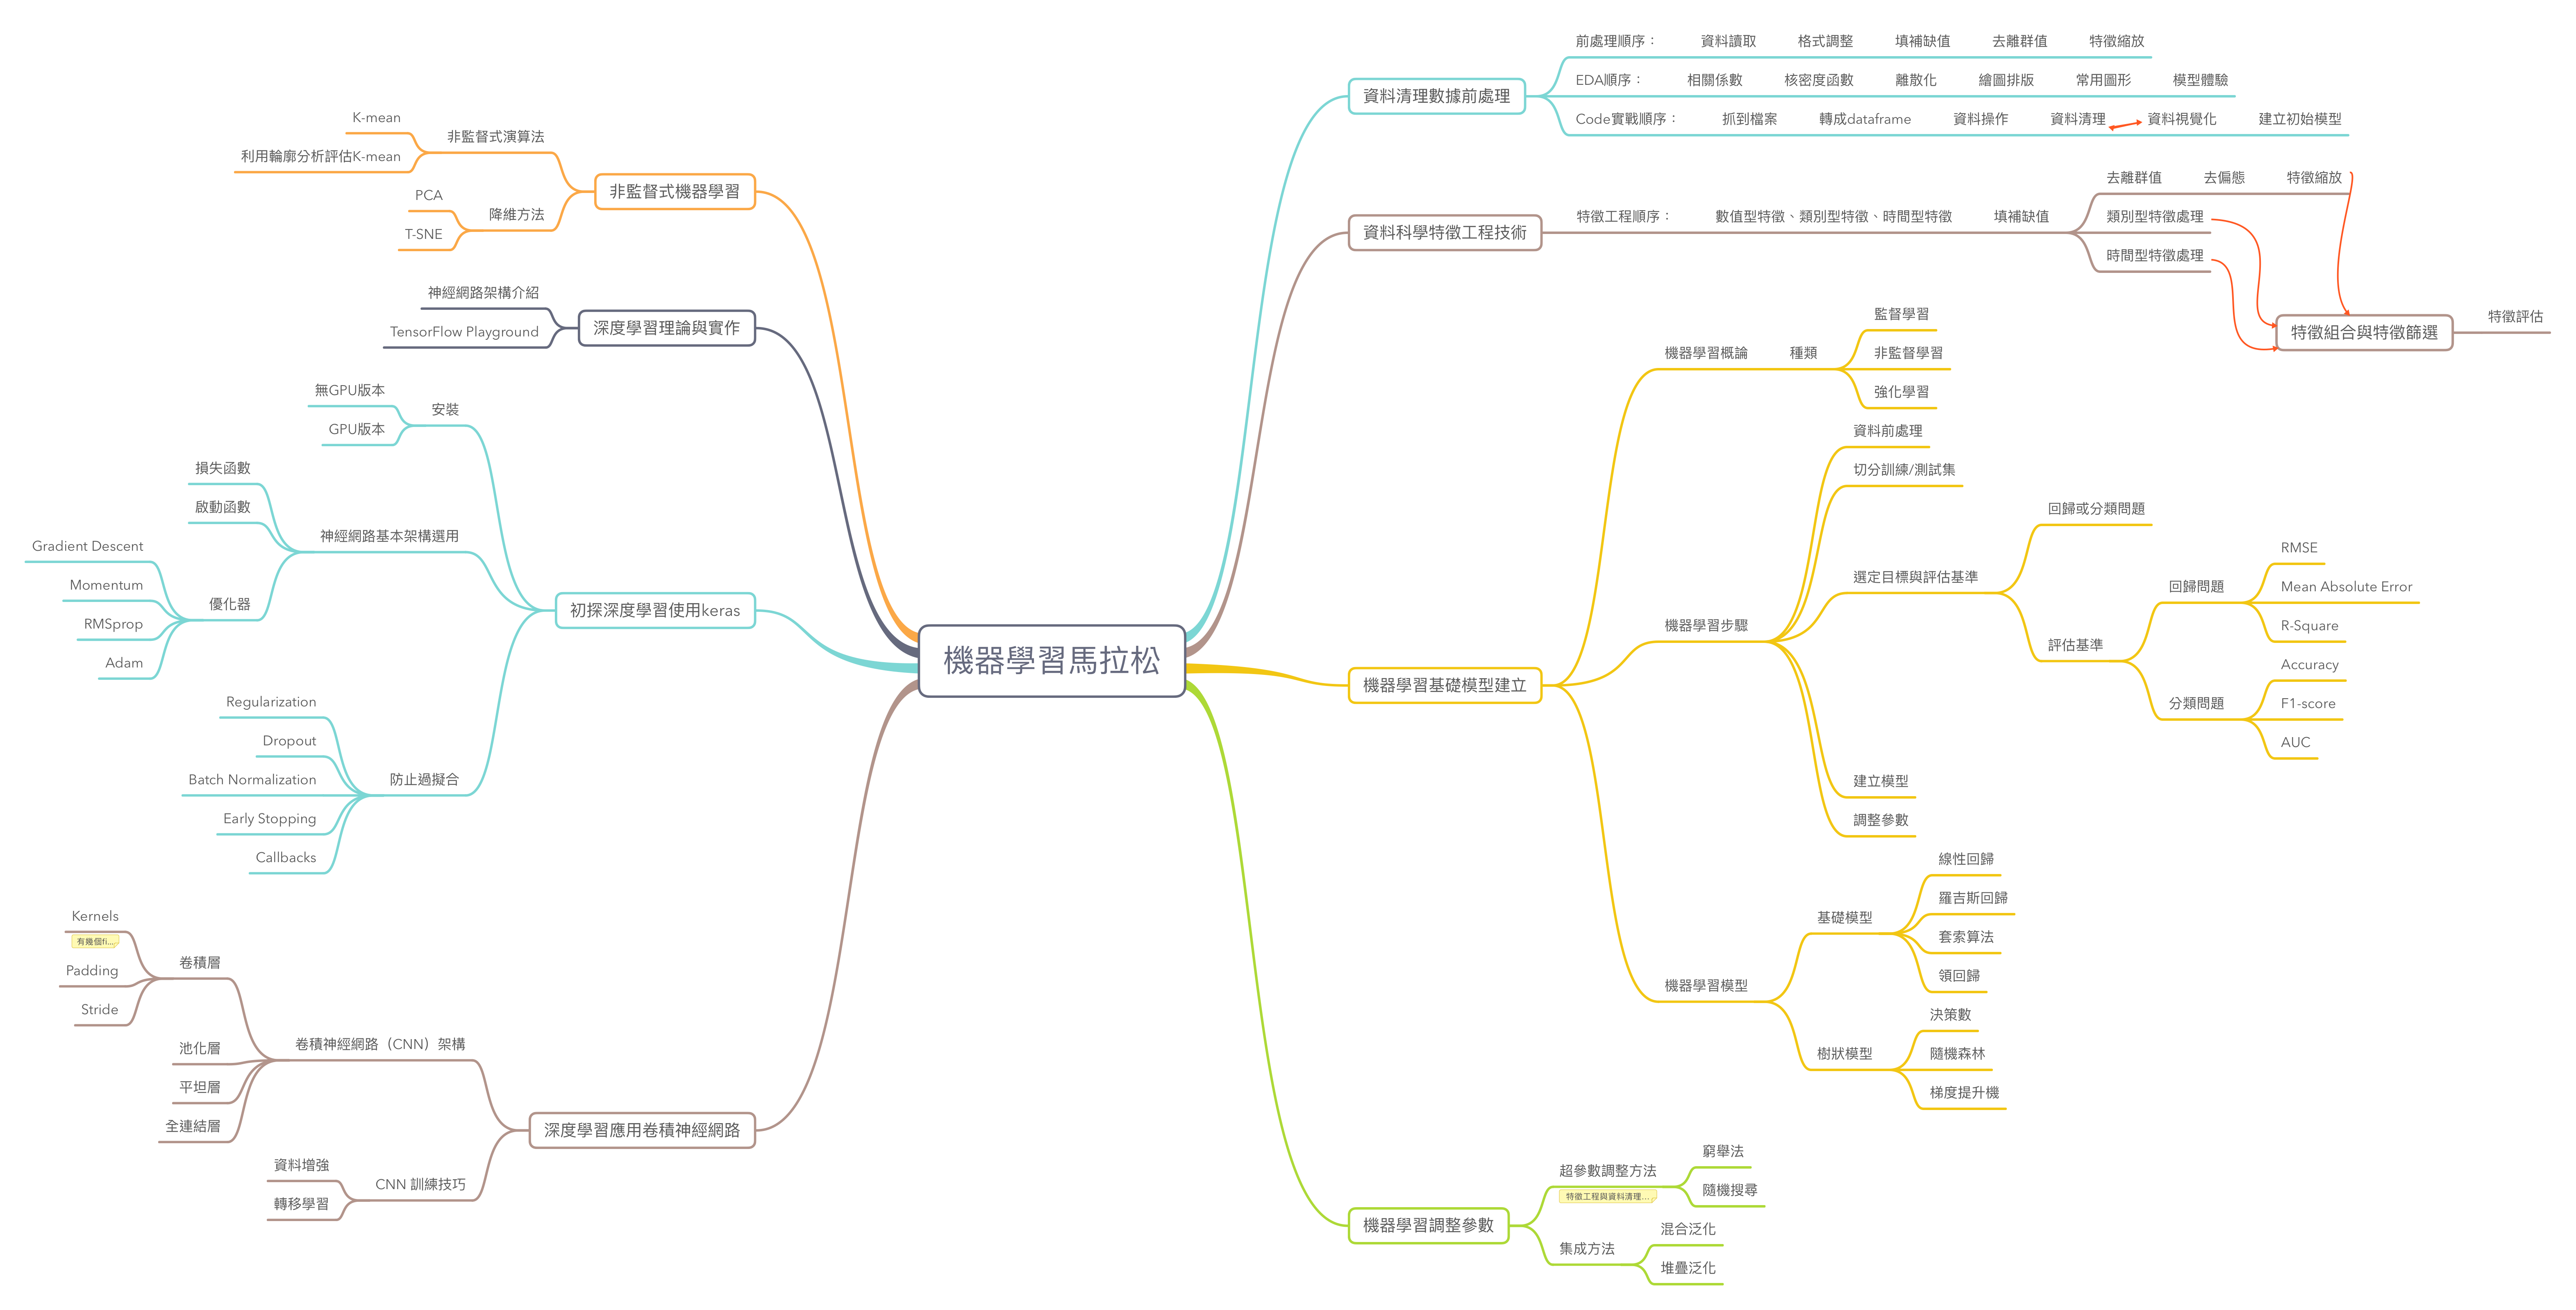 機器學習馬拉松
資料清理數據前處理
前處理順序： 資料讀取 格式調整 填補缺值 去離群值 特徵縮放
EDA順序： 相關係數 核密度函數 離散化 繪圖排版 常用圖形 模型體驗
Code實戰順序： 抓到檔案 轉成dataframe 資料操作 資料清理 資料視覺化 建立初始模型
資料科學特徵工程技術
特徵工程順序： 數值型特徵、類別型特徵、時間型特徵 填補缺值
去離群值 去偏態 特徵縮放
類別型特徵處理
時間型特徵處理
特徵組合與特徵篩選
特徵評估
機器學習基礎模型建立
機器學習概論 種類
監督學習
非監督學習
強化學習
機器學習步驟
資料前處理
切分訓練/測試集
選定目標與評估基準
回歸或分類問題
評估基準
回歸問題
RMSE
Mean Absolute Error
R-Square
分類問題
Accuracy
F1-score
AUC
建立模型
調整參數
機器學習模型
基礎模型
線性回歸
羅吉斯回歸
套索算法
領回歸
樹狀模型
決策數
隨機森林
梯度提升機
機器學習調整參數
超參數調整方法
特徵工程與資料清理...
窮舉法
隨機搜尋
集成方法
混合泛化
堆疊泛化
非監督式機器學習
非監督式演算法
K-mean
利用輪廓分析評估K-mean
降維方法
PCA
T-SNE
深度學習理論與實作
神經網路架構介紹
TensorFlow Playground
初探深度學習使用keras
安裝
無GPU版本
GPU版本
神經網路基本架構選用
損失函數
啟動函數
優化器
Gradient Descent
Momentum
RMSprop
Adam
防止過擬合
Regularization
Dropout
Batch Normalization
Early Stopping
Callbacks
深度學習應用卷積神經網路
卷積神經網路（CNN）架構
卷積層
Kernels
有幾個fi...
Padding
Stride
池化層
平坦層
全連結層
CNN 訓練技巧
資料增強
轉移學習